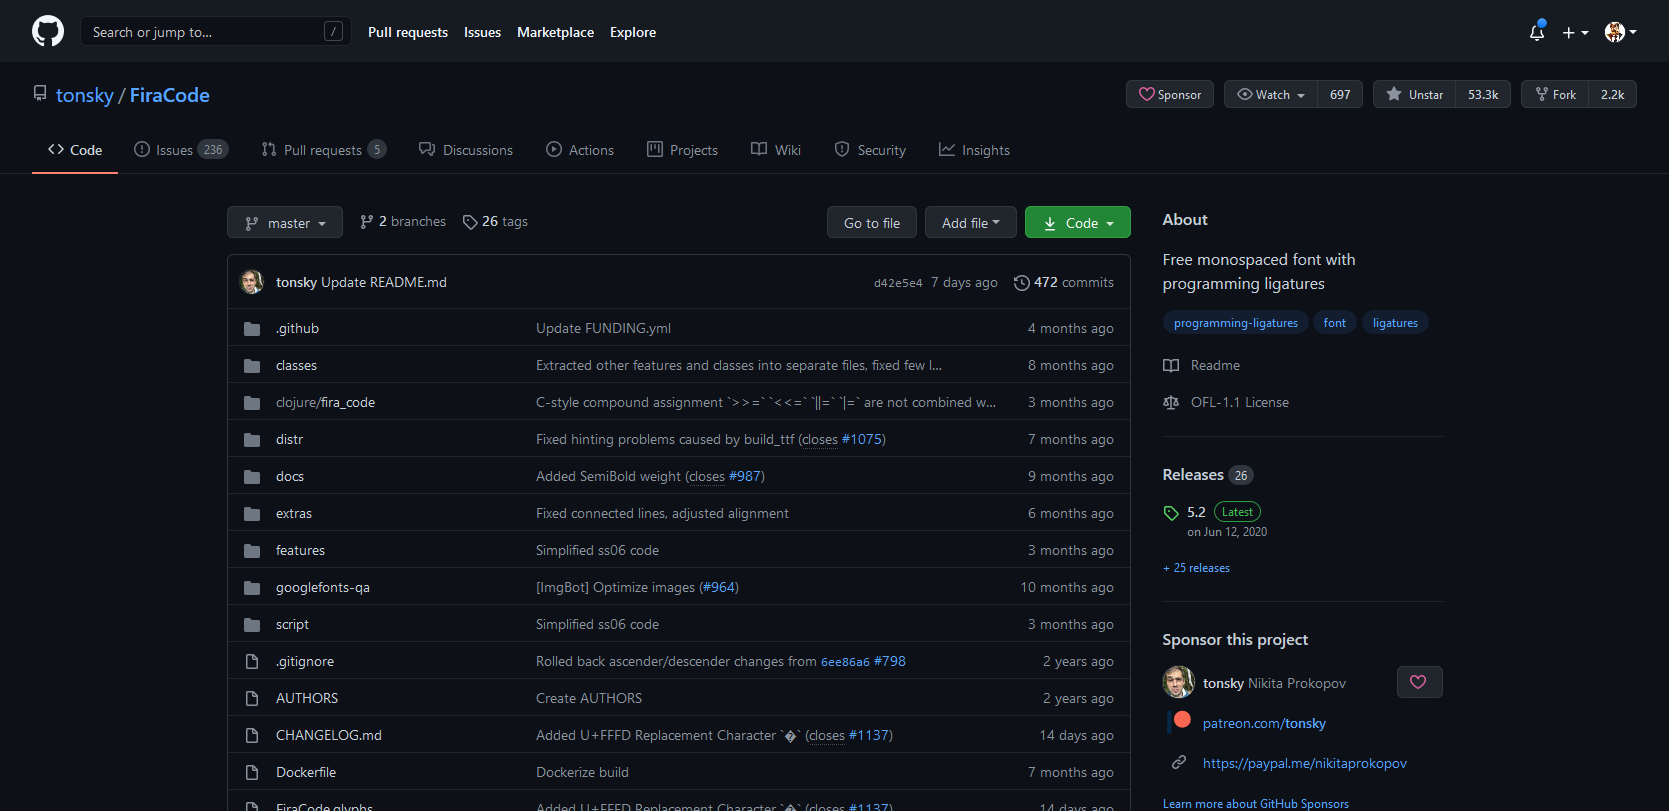 Search or jump to... /
Pull requests Issues Marketplace Explore
tonsky / FiraCode
Sponsor Watch 697 Unstar 53.3k Fork 2.2k
Code Issues 236 Pull requests 5 Discussions Actions Projects Wiki Security Insights
master 2 branches 26 tags Go to file Add file Code
tonsky Update README.md d42e5e4 7 days ago 472 commits
.github Update FUNDING.yml 4 months ago
classes Extracted other features and classes into separate files, fixed few l... 8 months ago
clojure/fira_code C-style compound assignment `>>=` `<<=` `||=` `|=` are not combined w... 3 months ago
distr Fixed hinting problems caused by build_ttf (closes #1075) 7 months ago
docs Added SemiBold weight (closes #987) 9 months ago
extras Fixed connected lines, adjusted alignment 6 months ago
features Simplified ss06 code 3 months ago
googlefonts-qa [ImgBot] Optimize images (#964) 10 months ago
script Simplified ss06 code 3 months ago
.gitignore Rolled back ascender/descender changes from 6ee86a6 #798 2 years ago
AUTHORS Create AUTHORS 2 years ago
CHANGELOG.md Added U+FFFD Replacement Character `�` (closes #1137) 14 days ago
Dockerfile Dockerize build 7 months ago
FiraCode.glyphs Added U+FFFD Replacement Character `�` (closes #1137) 14 days ago
About
Free monospaced font with
programming ligatures
programming-ligatures font ligatures
Readme
OFL-1.1 License
Releases 26
5.2 Latest
on Jun 12, 2020
+ 25 releases
Sponsor this project
tonsky Nikita Prokopov
patreon.com/tonsky
https://paypal.me/nikitaprokopov
Learn more about GitHub Sponsors